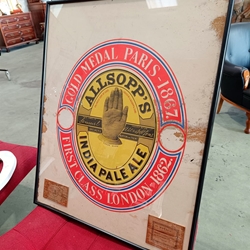 GOLD MEDAL PARIS-1867
ALLSOPP'S
INDIA PALE ALE
FIRST CLASS LONDON 1862